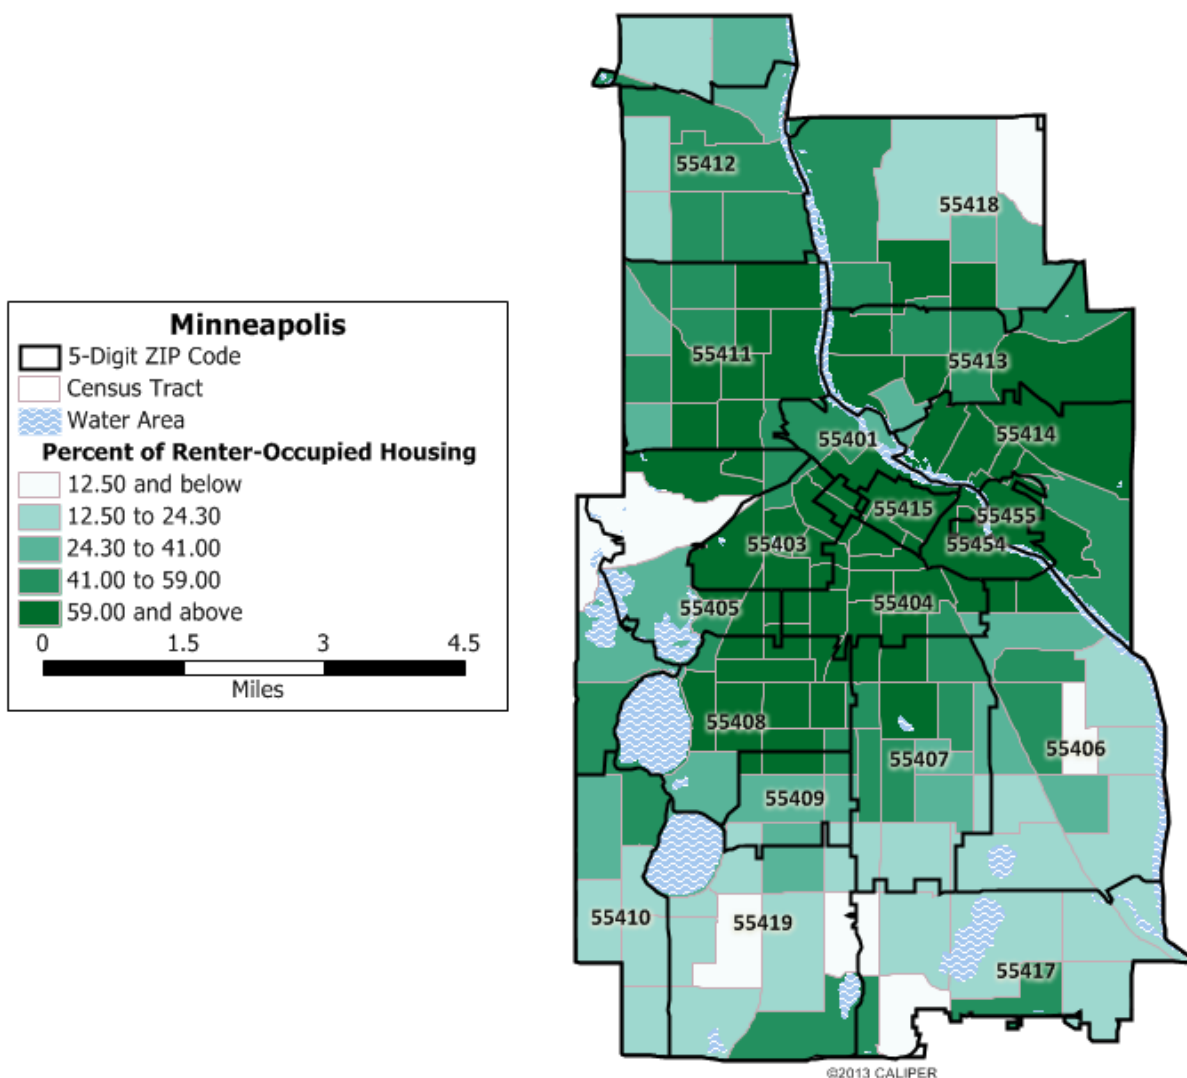 Minneapolis
5-Digit ZIP Code
Census Tract
Water Area
Percent of Renter-Occupied Housing
12.50 and below
12.50 to 24.30
24.30 to 41.00
41.00 to 59.00
59.00 and above
0 1.5 3 4.5
Miles
55412
55418
55411
55413
55401
55414
55415
55455
55403
55454
55405
55404
55408
55406
55407
55409
55410
55419
55417
©2013 CALIPER